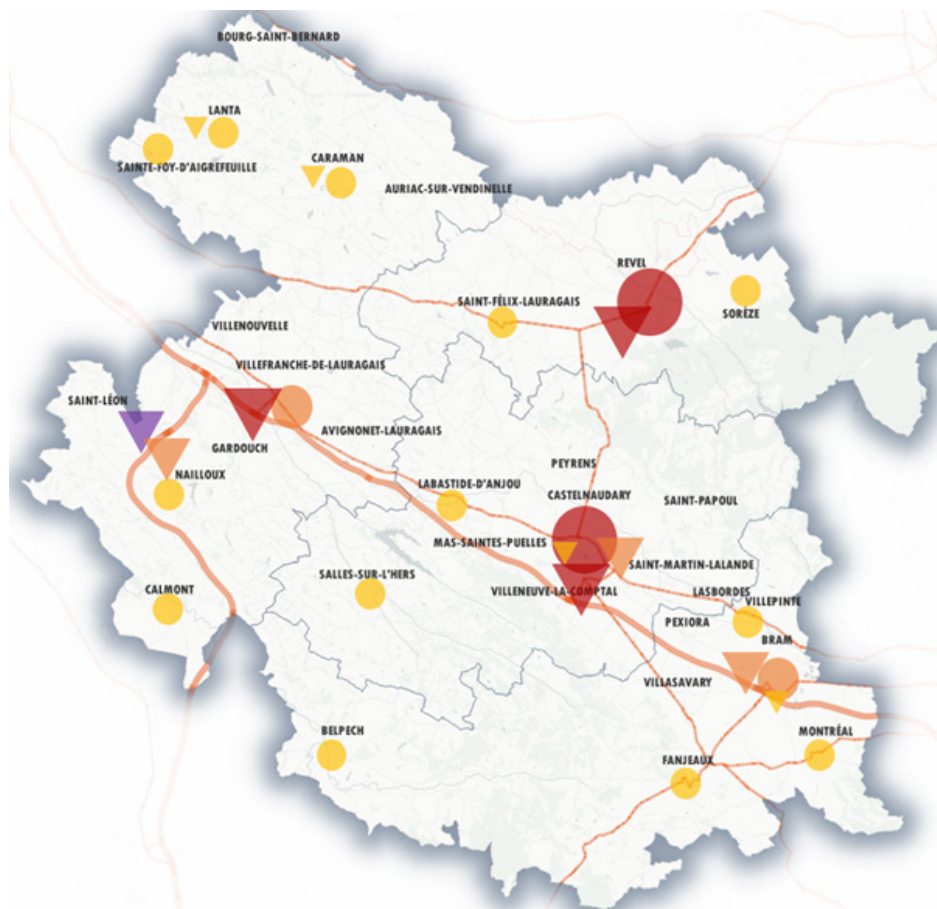 BOURG-SAINT-BERNARD
LANTA
SAINTE-FOY-D'AIGREFEUILLE
CARAMAN
AURIAC-SUR-VENDINELLE
REVEL
SAINT-FÉLIX-LAURAGAIS
SORÈZE
VILLENOUVELLE
VILLEFRANCHE-DE-LAURAGAIS
SAINT-LÉON
AVIGNONET-LAURAGAIS
GARDOUCH
PEYRENS
NAILLOUX
LABASTIDE-D'ANJOU
CASTELNAUDARY
SAINT-PAPOUL
MAS-SAINTES-PUELLES
SAINT-MARTIN-LALANDE
SALLES-SUR-L'HERS
CALMONT
VILLENEUVE-LA-COMPTAL
LASBORDES
VILLEPINTE
PEXIORA
BRAM
VILLASAVARY
BELPECH
MONTRÉAL
FANJEAUX